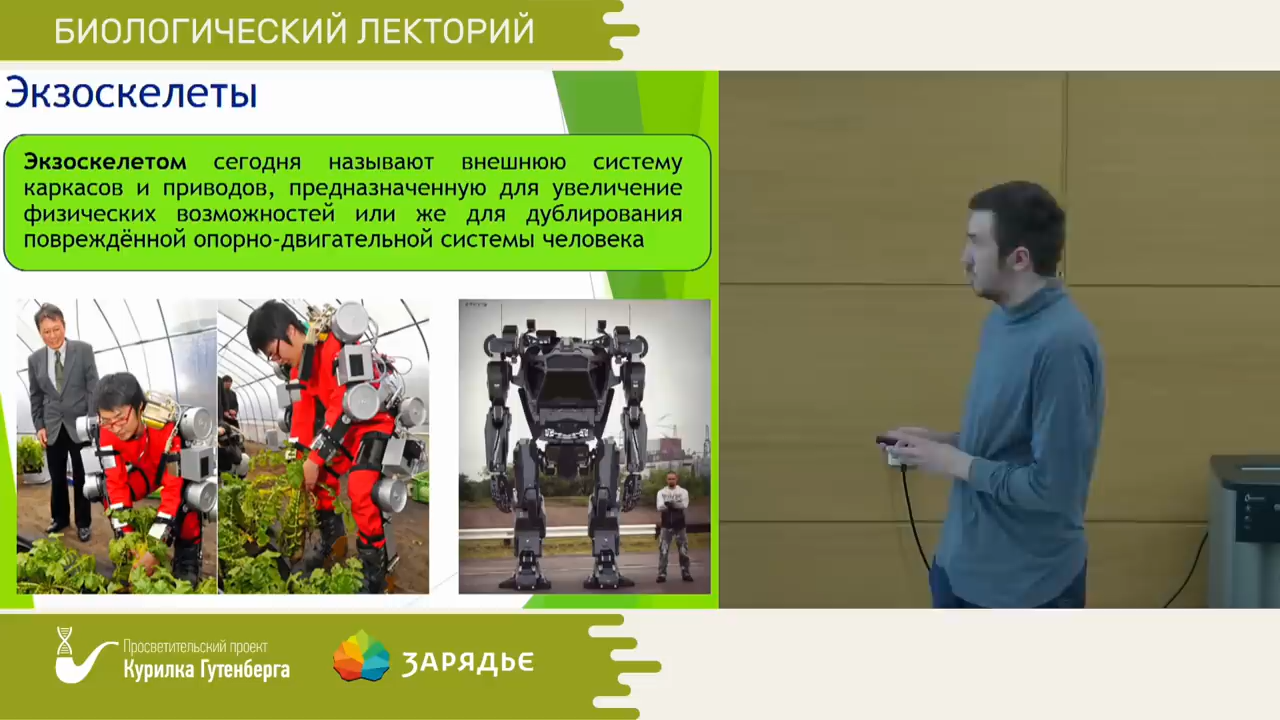 БИОЛОГИЧЕСКИЙ ЛЕКТОРИЙ
Экзоскелеты
Экзоскелетом сегодня называют внешнюю систему
каркасов и приводов, предназначенную для увеличение
физических возможностей или же для дублирования
повреждённой опорно-двигательной системы человека
Просветительский проект
Курилка Гутенберга
ЗАРЯДЬЕ